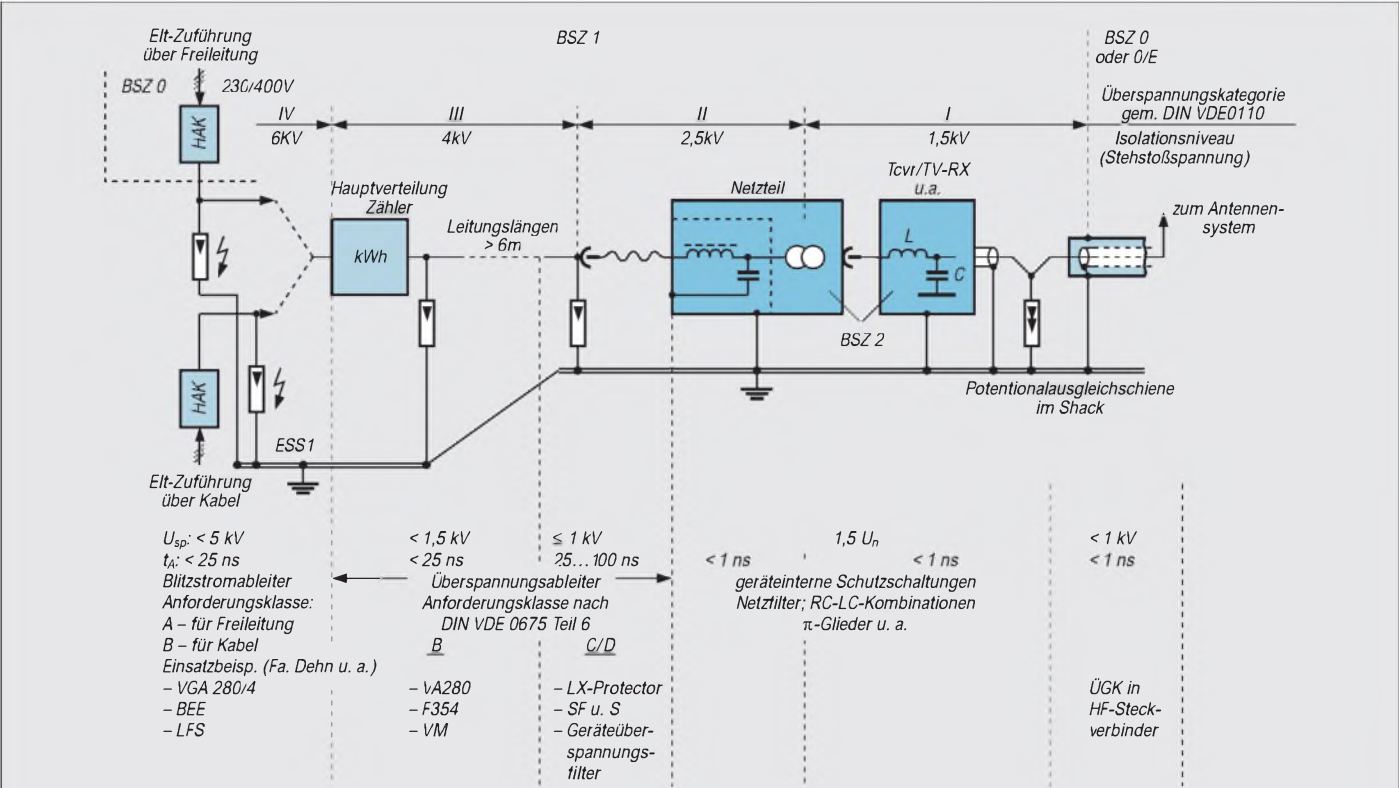 Elt-Zuführung
über Freileitung
BSZ 1
BSZ 0
oder 0/E
BSZ 0
230/400V
Überspannungskategorie
gem. DIN VDE0110
IV
III
II
I
6KV
4kV
2,5kV
1,5kV
Isolationsniveau
(Stehstoßspannung)
HAK
Hauptverteilung
Zähler
Netzteil
Tcvr/TV-RX
u.a.
Leitungslängen
> 6m
zum Antennen-
system
kWh
L
C
BSZ 2
HAK
Potentialausgleichschiene
im Shack
ESS1
Elt-Zuführung
über Kabel
Usp: < 5 kV
< 1,5 kV
≤ 1 kV
1,5 Un
< 1 kV
tA: < 25 ns
< 25 ns
25...100 ns
< 1 ns
< 1 ns
< 1 ns
Blitzstromableiter
Anforderungsklasse:
A – für Freileitung
B – für Kabel
Einsatzbeisp. (Fa. Dehn u. a.)
– VGA 280/4
– BEE
– LFS
Überspannungsableiter
Anforderungsklasse nach
DIN VDE 0675 Teil 6
B
C/D
– VA280
– F354
– VM
– LX-Protector
– SF u. S
– Geräteüber-
spannungs-
filter
geräteinterne Schutzschaltungen
Netzfilter; RC-LC-Kombinationen
π-Glieder u. a.
ÜGK in
HF-Steck-
verbinder